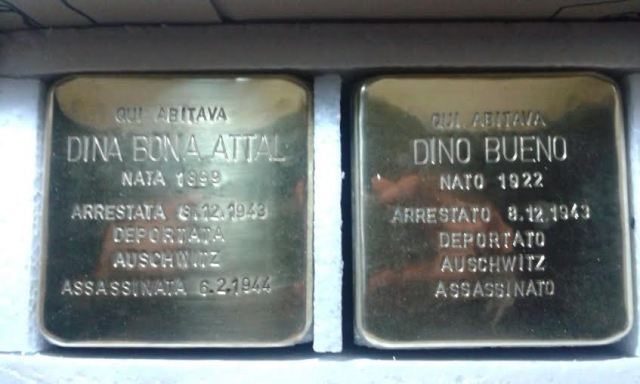 QUI ABITAVA
DINA BONA ATTAL
NATA 1899
ARRESTATA 8.12.1943
DEPORTATA
AUSCHWITZ
ASSASSINATA 6.2.1944
QUI ABITAVA
DINO BUENO
NATO 1922
ARRESTATO 8.12.1943
DEPORTATO
AUSCHWITZ
ASSASSINATO